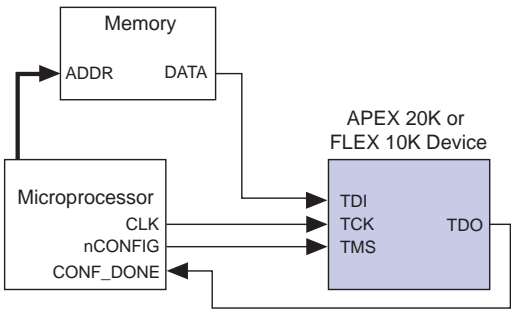 Memory
ADDR
DATA
APEX 20K or
FLEX 10K Device
Microprocessor
CLK
nCONFIG
CONF_DONE
TDI
TCK
TMS
TDO